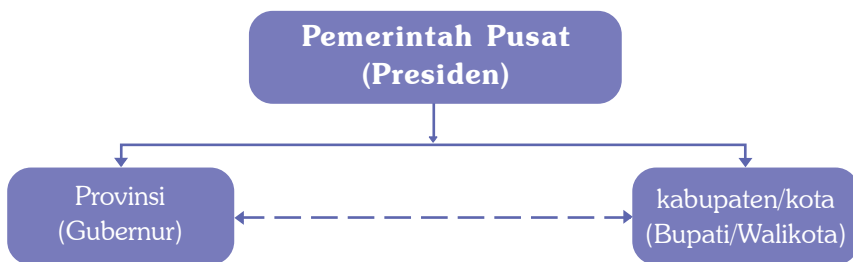 Pemerintah Pusat
(Presiden)
Provinsi
(Gubernur)
kabupaten/kota
(Bupati/Walikota)